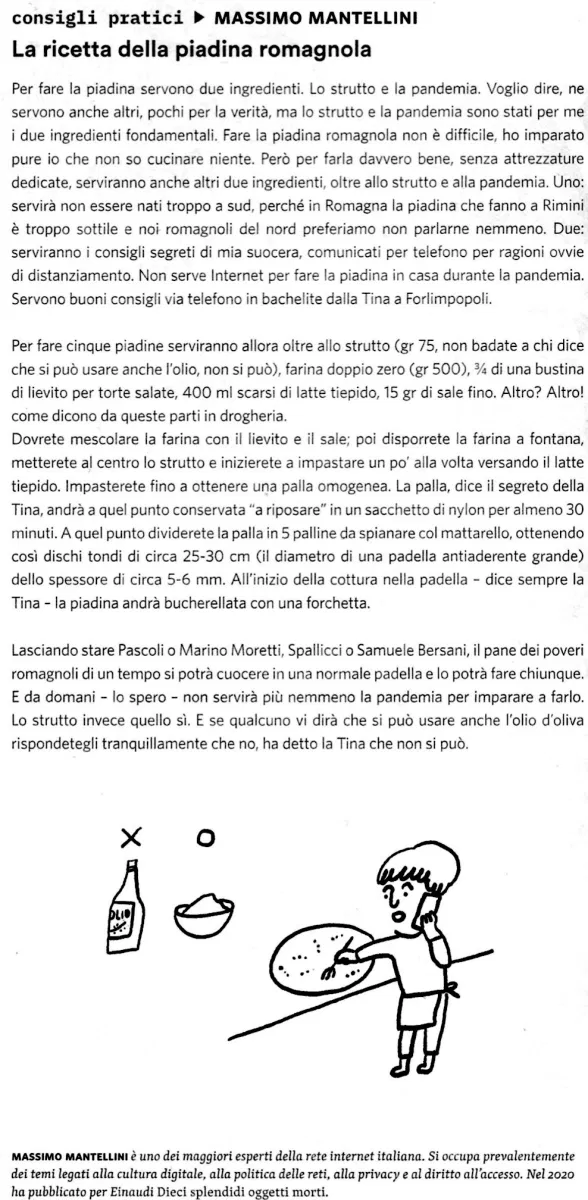 consigli pratici ▶ MASSIMO MANTELLINI
La ricetta della piadina romagnola
Per fare la piadina servono due ingredienti. Lo strutto e la pandemia. Voglio dire, ne
servono anche altri, pochi per la verità, ma lo strutto e la pandemia sono stati per me
i due ingredienti fondamentali. Fare la piadina romagnola non è difficile, ho imparato
pure io che non so cucinare niente. Però per farla davvero bene, senza attrezzature
dedicate, serviranno anche altri due ingredienti, oltre allo strutto e alla pandemia. Uno:
servirà non essere nati troppo a sud, perché in Romagna la piadina che fanno a Rimini
è troppo sottile e noi romagnoli del nord preferiamo non parlarne nemmeno. Due:
serviranno i consigli segreti di mia suocera, comunicati per telefono per ragioni ovvie
di distanziamento. Non serve Internet per fare la piadina in casa durante la pandemia.
Servono buoni consigli via telefono in bachelite dalla Tina a Forlimpopoli.
Per fare cinque piadine serviranno allora oltre allo strutto (gr 75, non badate a chi dice
che si può usare anche l'olio, non si può), farina doppio zero (gr 500), ¾ di una bustina
di lievito per torte salate, 400 ml scarsi di latte tiepido, 15 gr di sale fino. Altro? Altro!
come dicono da queste parti in drogheria.
Dovrete mescolare la farina con il lievito e il sale; poi disporrete la farina a fontana,
metterete al centro lo strutto e inizierete a impastare un po' alla volta versando il latte
tiepido. Impasterete fino a ottenere una palla omogenea. La palla, dice il segreto della
Tina, andrà a quel punto conservata “a riposare” in un sacchetto di nylon per almeno 30
minuti. A quel punto dividerete la palla in 5 palline da spianare col mattarello, ottenendo
così dischi tondi di circa 25-30 cm (il diametro di una padella antiaderente grande)
dello spessore di circa 5-6 mm. All'inizio della cottura nella padella – dice sempre la
Tina – la piadina andrà bucherellata con una forchetta.
Lasciando stare Pascoli o Marino Moretti, Spallicci o Samuele Bersani, il pane dei poveri
romagnoli di un tempo si potrà cuocere in una normale padella e lo potrà fare chiunque.
E da domani – lo spero – non servirà più nemmeno la pandemia per imparare a farlo.
Lo strutto invece quello sì. E se qualcuno vi dirà che si può usare anche l'olio d'oliva
rispondetegli tranquillamente che no, ha detto la Tina che non si può.
OLIO
MASSIMO MANTELLINI è uno dei maggiori esperti della rete internet italiana. Si occupa prevalentemente
dei temi legati alla cultura digitale, alla politica delle reti, alla privacy e al diritto all'accesso. Nel 2020
ha pubblicato per Einaudi Dieci splendidi oggetti morti.